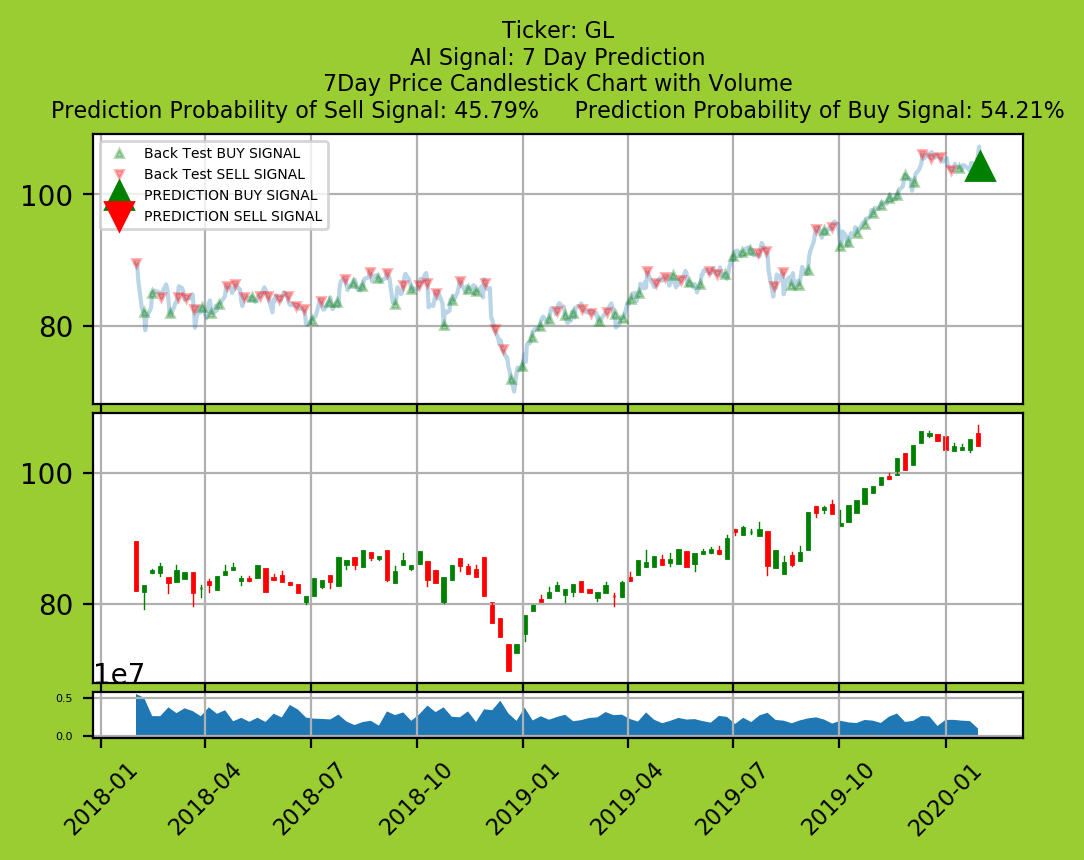 Ticker: GL
AI Signal: 7 Day Prediction
7Day Price Candlestick Chart with Volume
Prediction Probability of Sell Signal: 45.79%     Prediction Probability of Buy Signal: 54.21%
Back Test BUY SIGNAL
Back Test SELL SIGNAL
PREDICTION BUY SIGNAL
PREDICTION SELL SIGNAL
100
80
100
80
1e7
0.5
0.0
2018-01 2018-04 2018-07 2018-10 2019-01 2019-04 2019-07 2019-10 2020-01